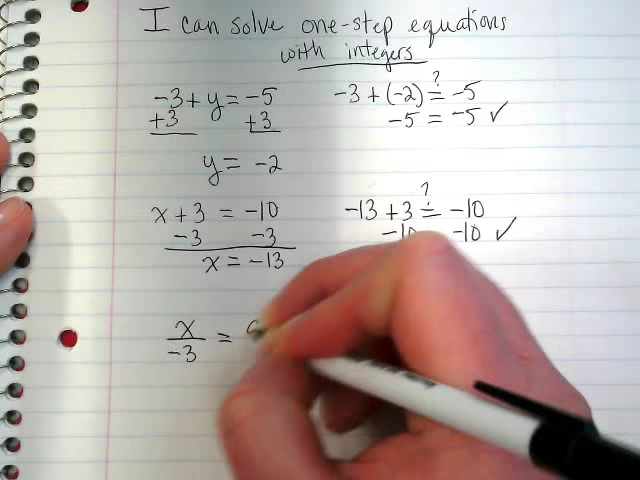 I can solve one-step equations
with integers
-3 + y = -5
+3 +3
y = -2
-3 + (-2) ≟ -5
-5 = -5 ✓
x + 3 = -10
-3 -3
x = -13
-13 + 3 ≟ -10
-10 -10 ✓
x/-3 =